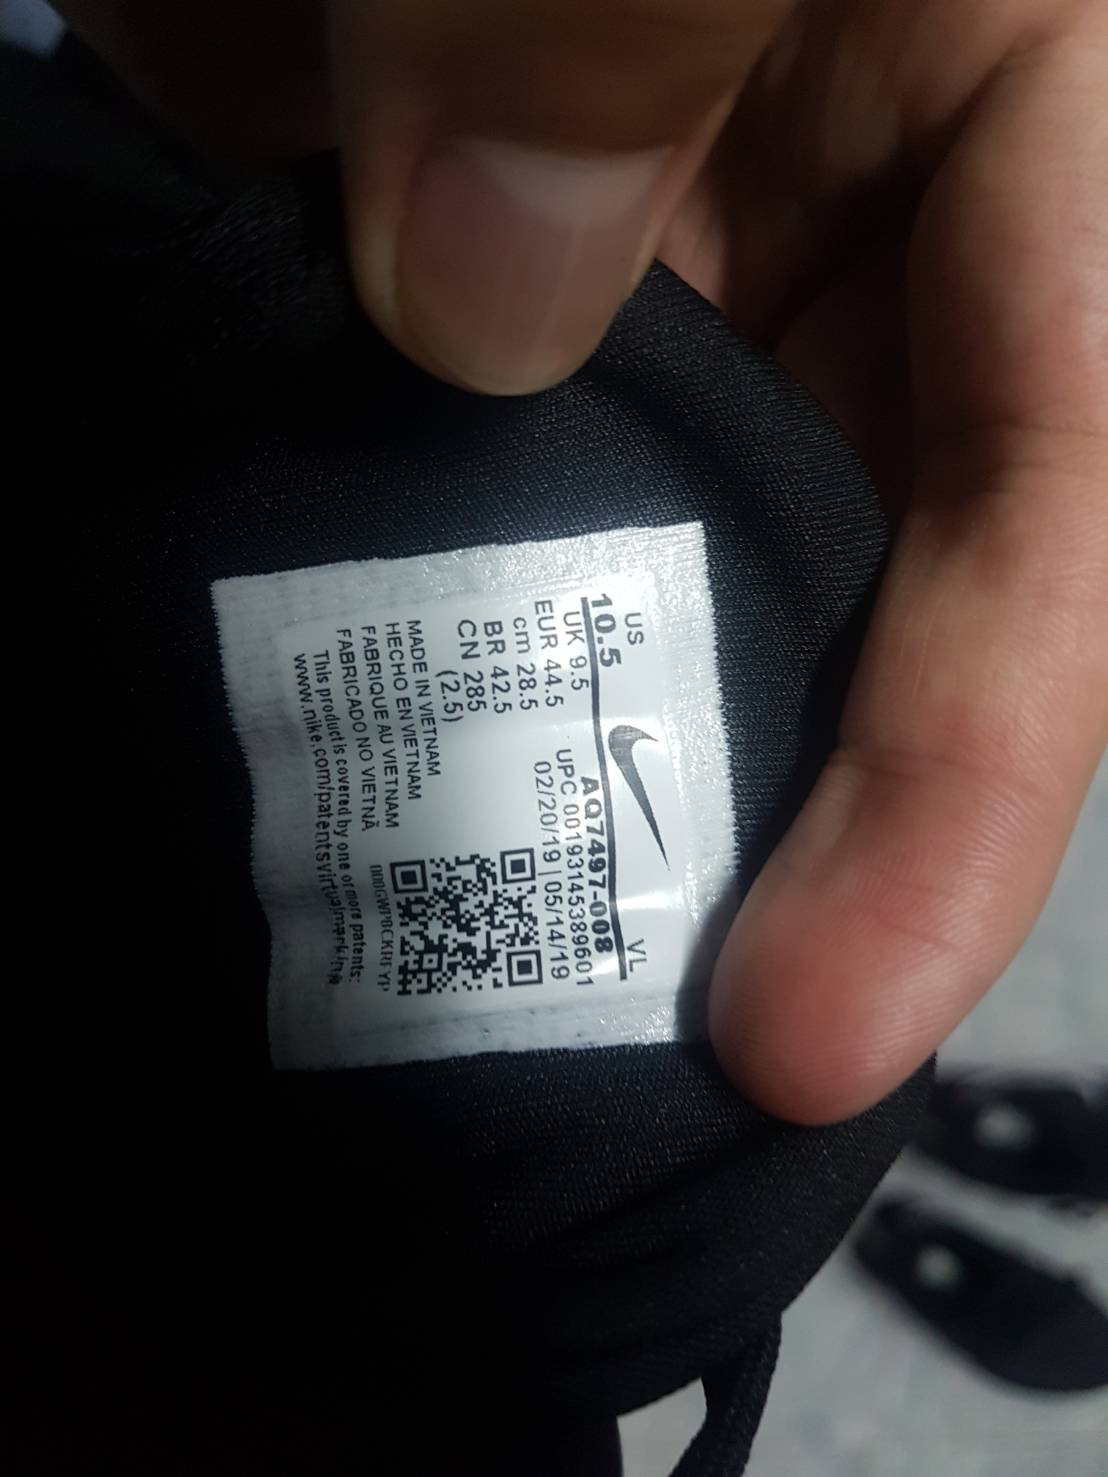 US
10.5
VL
UK 9.5
EUR 44.5
cm 28.5
BR 42.5
CN 285
(2.5)
AQ7497-008
UPC 00193145389601
02/20/19 | 05/14/19
MADE IN VIETNAM
HECHO EN VIETNAM
FABRIQUE AU VIETNAM
FABRICADO NO VIETNÃ
This product is covered by one or more patents:
www.nike.com/patentsvirtualmarking